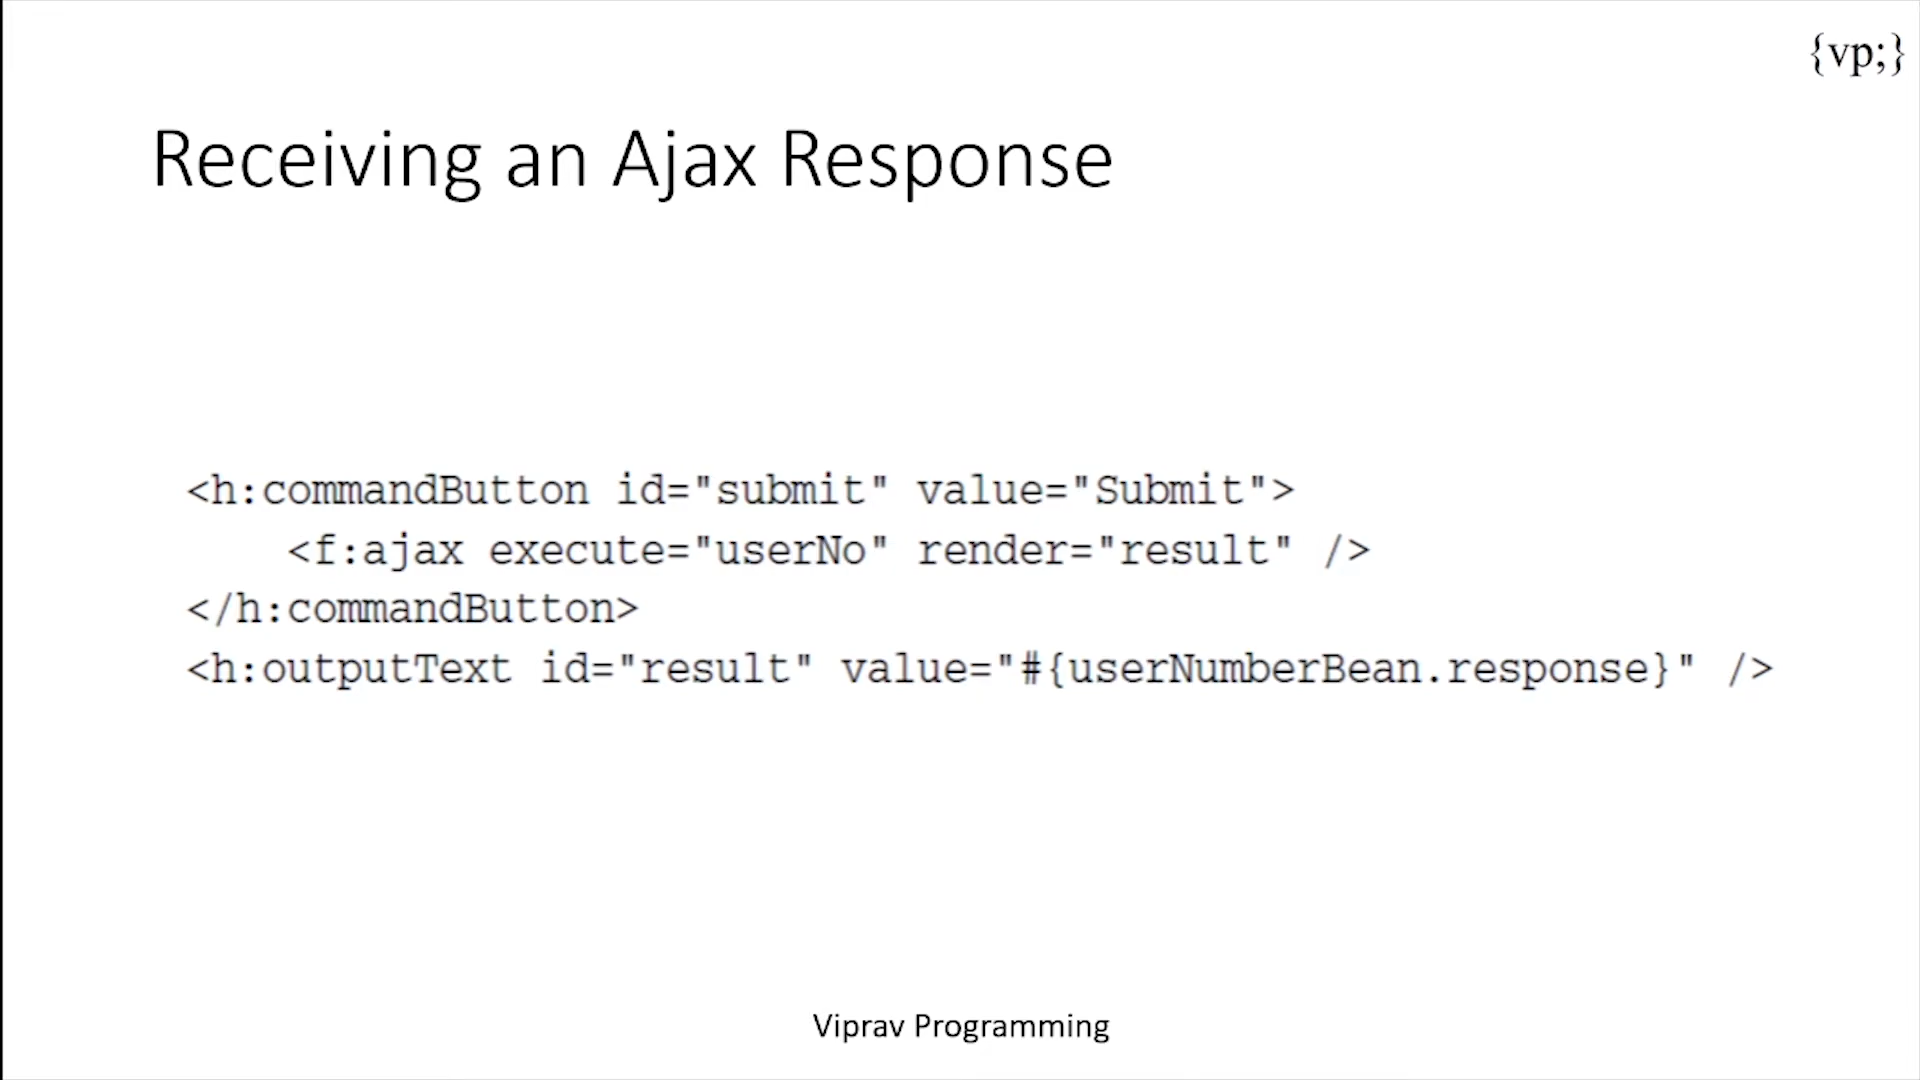 {vp;}
Receiving an Ajax Response
<h:commandButton id="submit" value="Submit">
<f:ajax execute="userNo" render="result" />
</h:commandButton>
<h:outputText id="result" value="#{userNumberBean.response}" />
Viprav Programming